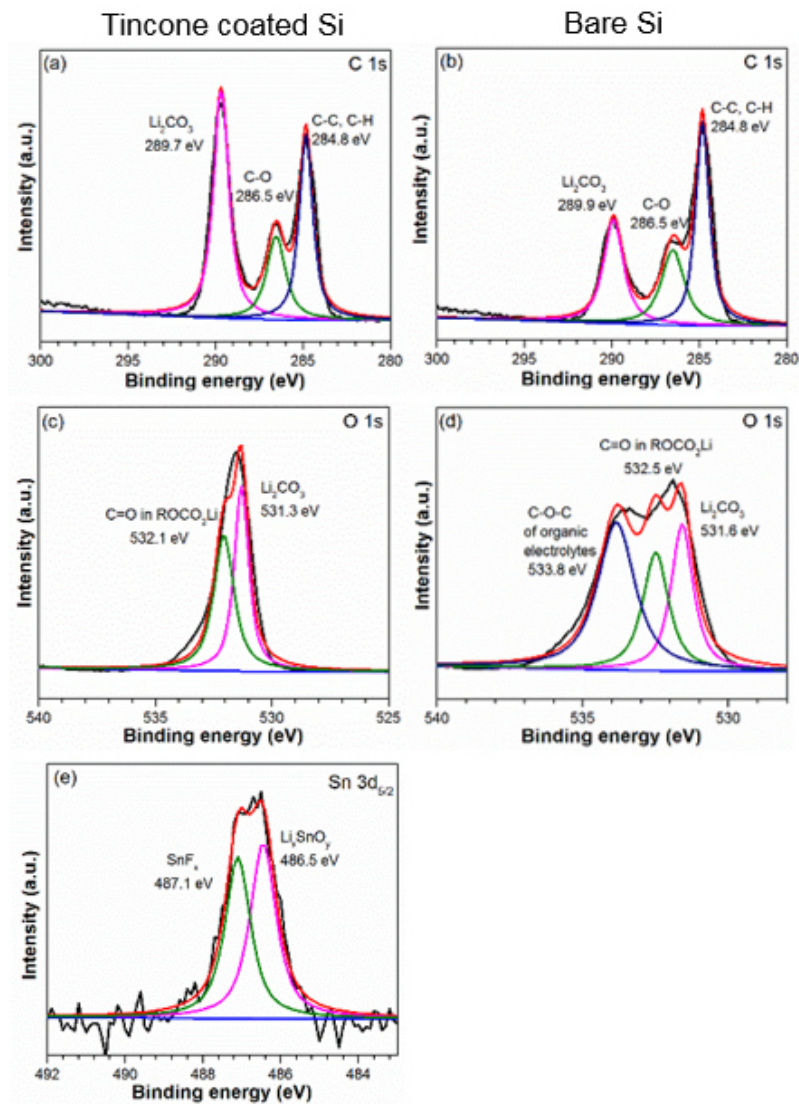 Tincone coated Si
Bare Si
(a)
C 1s
Li₂CO₃
289.7 eV
C-O
286.5 eV
C-C, C-H
284.8 eV
Intensity (a.u.)
300 295 290 285 280
Binding energy (eV)
(b)
C 1s
Li₂CO₃
289.9 eV
C-O
286.5 eV
C-C, C-H
284.8 eV
Intensity (a.u.)
300 295 290 285 280
Binding energy (eV)
(c)
O 1s
C=O in ROCO₂Li
532.1 eV
Li₂CO₃
531.3 eV
Intensity (a.u.)
540 535 530 525
Binding energy (eV)
(d)
O 1s
C=O in ROCO₂Li
532.5 eV
C-O-C
of organic
electrolytes
533.8 eV
Li₂CO₃
531.6 eV
Intensity (a.u.)
540 535 530
Binding energy (eV)
(e)
Sn 3d₅/₂
SnFₓ
487.1 eV
LiₓSnOᵧ
486.5 eV
Intensity (a.u.)
492 490 488 486 484
Binding energy (eV)